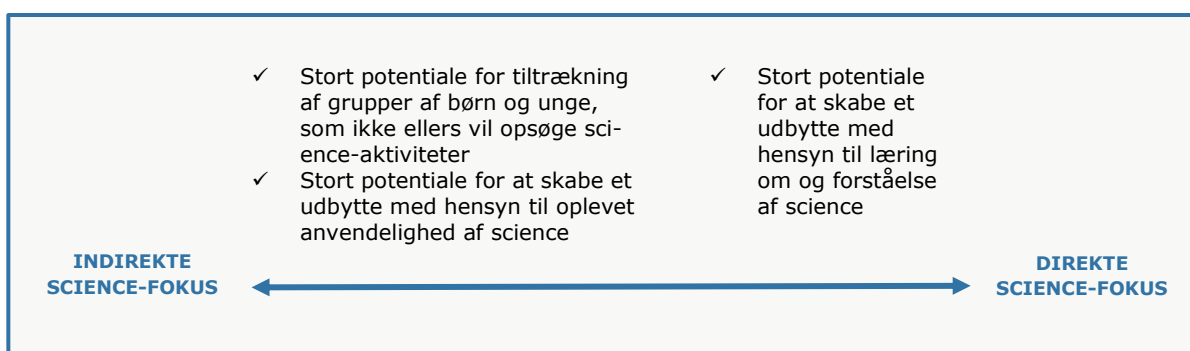 ✓ Stort potentiale for tiltrækning
af grupper af børn og unge,
som ikke ellers vil opsøge sci-
ence-aktiviteter
✓ Stort potentiale for at skabe et
udbytte med hensyn til oplevet
anvendelighed af science
✓ Stort potentiale
for at skabe et
udbytte med
hensyn til læring
om og forståelse
af science
INDIREKTE
SCIENCE-FOKUS
DIREKTE
SCIENCE-FOKUS